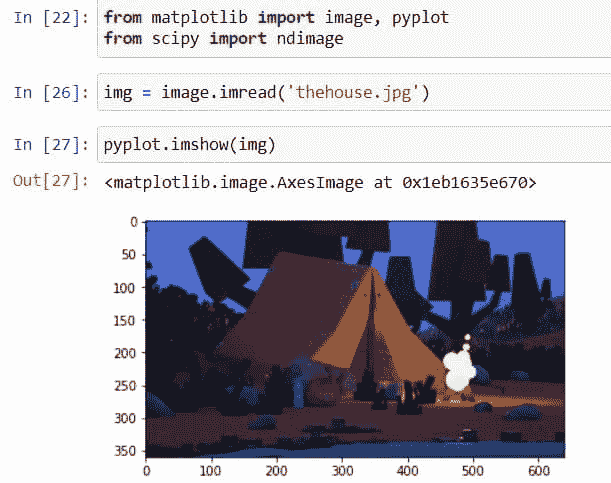 In [22]: from matplotlib import image, pyplot
from scipy import ndimage
In [26]: img = image.imread('thehouse.jpg')
In [27]: pyplot.imshow(img)
Out[27]: <matplotlib.image.AxesImage at 0x1eb1635e670>
0
50
100
150
200
250
300
350
0 100 200 300 400 500 600